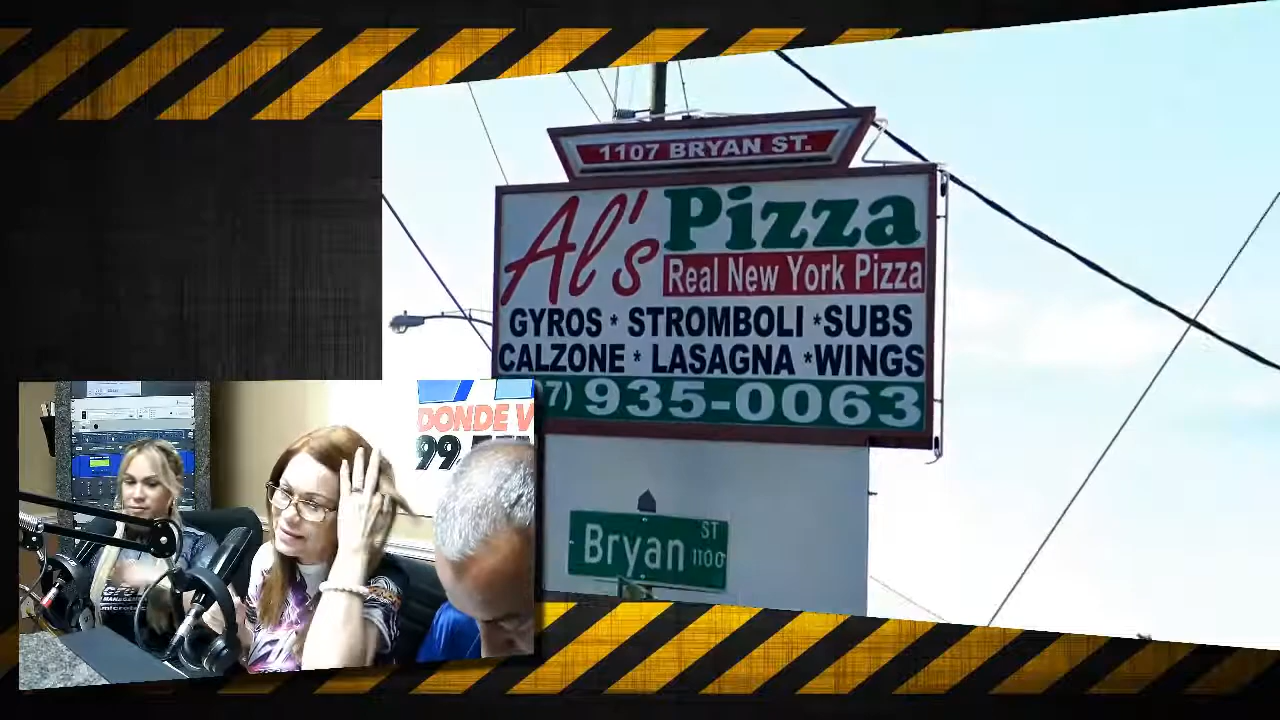 1107 BRYAN ST.
Al's Pizza
Real New York Pizza
GYROS * STROMBOLI * SUBS
CALZONE * LASAGNA * WINGS
7) 935-0063
Bryan ST
1100
DONDE V
99